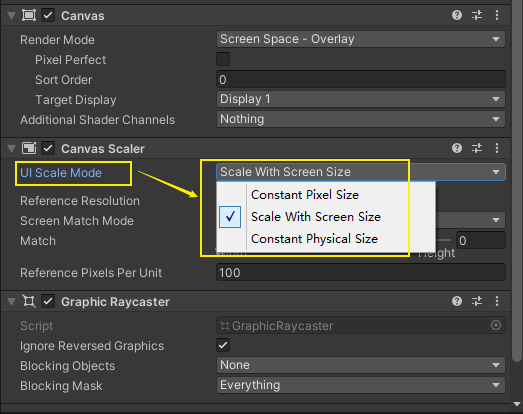 Canvas
Render Mode Screen Space - Overlay
Pixel Perfect
Sort Order 0
Target Display Display 1
Additional Shader Channels Nothing
Canvas Scaler
UI Scale Mode Scale With Screen Size
Constant Pixel Size
Reference Resolution
Scale With Screen Size
Screen Match Mode
Match 0
Constant Physical Size
Height
Reference Pixels Per Unit 100
Graphic Raycaster
Script GraphicRaycaster
Ignore Reversed Graphics
Blocking Objects None
Blocking Mask Everything